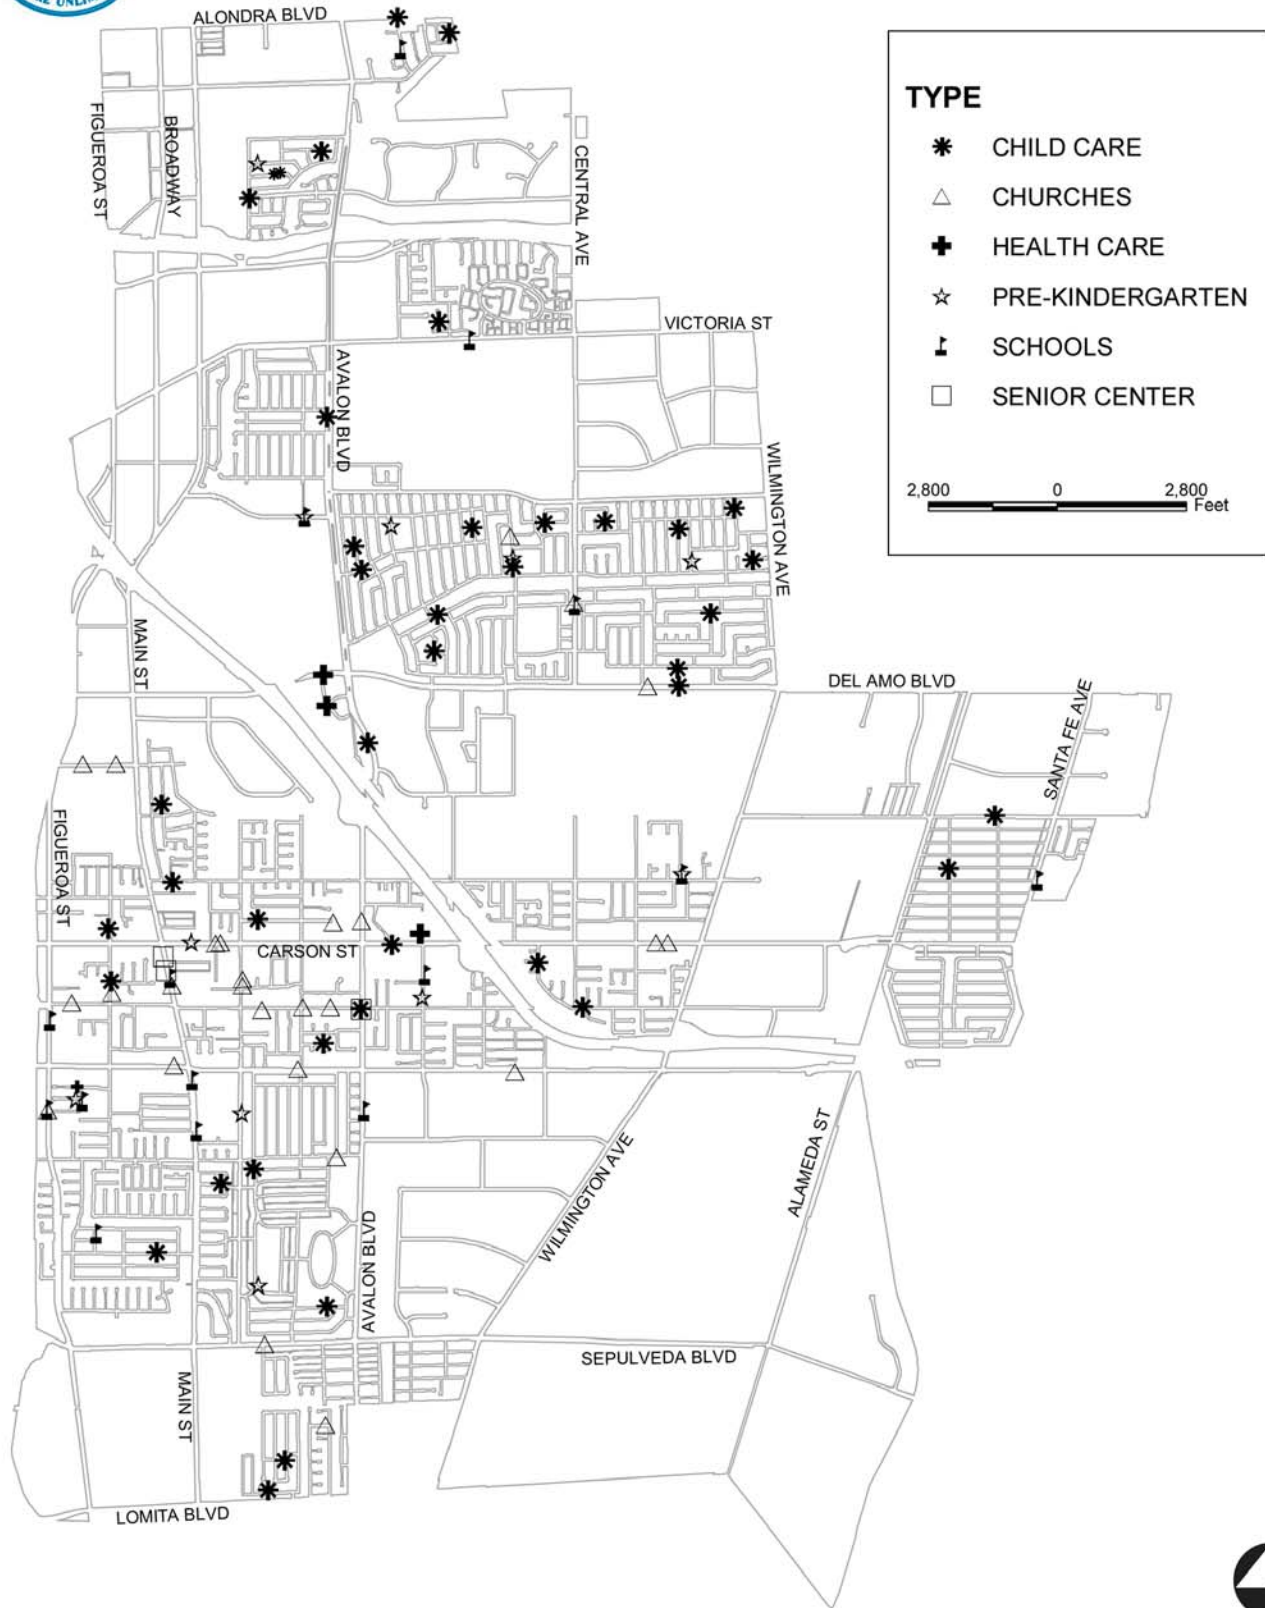 ALONDRA BLVD
FIGUEROA ST
BROADWAY
CENTRAL AVE
TYPE
CHILD CARE
CHURCHES
HEALTH CARE
PRE-KINDERGARTEN
SCHOOLS
SENIOR CENTER
2,800 0 2,800
Feet
VICTORIA ST
AVALON BLVD
WILMINGTON AVE
MAIN ST
DEL AMO BLVD
SANTA FE AVE
FIGUEROA ST
CARSON ST
WILMINGTON AVE
ALAMEDA ST
AVALON BLVD
SEPULVEDA BLVD
MAIN ST
LOMITA BLVD